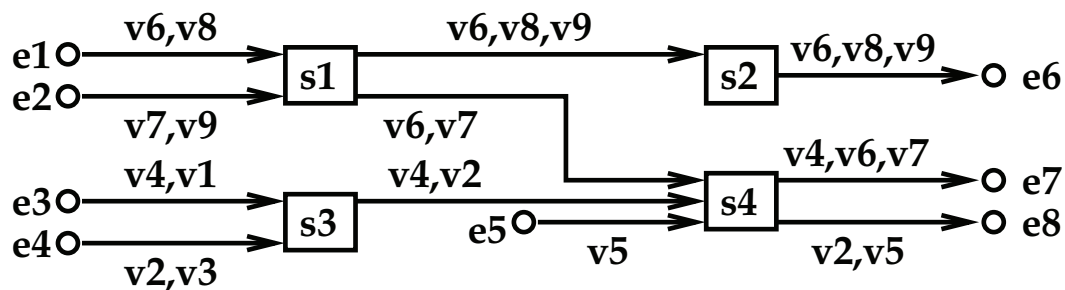 e1
v6,v8
s1
v6,v8,v9
s2
v6,v8,v9
e6
e2
v7,v9
v6,v7
e3
v4,v1
s3
v4,v2
s4
v4,v6,v7
e7
e4
v2,v3
e5
v5
v2,v5
e8